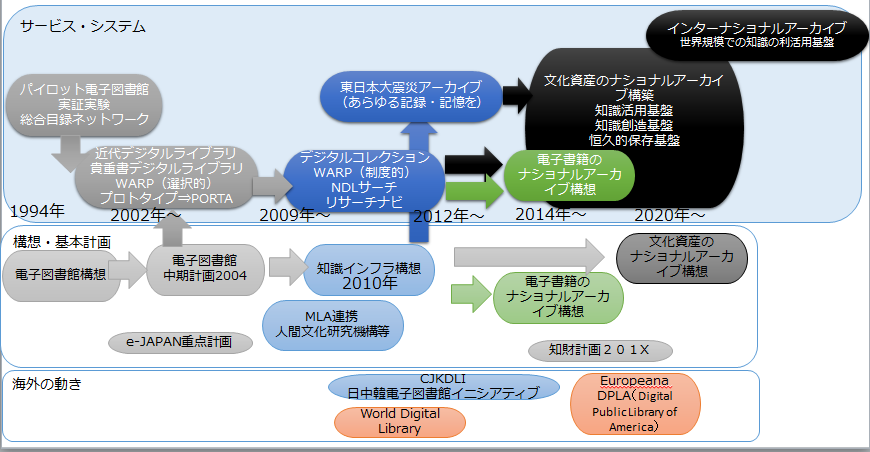 サービス・システム
インターナショナルアーカイブ
世界規模での知識の利活用基盤
パイロット電子図書館
実証実験
総合目録ネットワーク
東日本大震災アーカイブ
（あらゆる記録・記憶を）
文化資産のナショナルアーカイ
ブ構築
知識活用基盤
知識創造基盤
恒久的保存基盤
近代デジタルライブラリ
貴重書デジタルライブラリ
WARP（選択的）
プロトタイプ⇒PORTA
デジタルコレクション
WARP（制度的）
NDLサーチ
リサーチナビ
電子書籍の
ナショナルアーカ
イブ構想
1994年
2002年～
2009年～
2012年～
2014年～
2020年～
構想・基本計画
電子図書館構想
電子図書館
中期計画2004
知識インフラ構想
2010年
文化資産の
ナショナルアーカ
イブ構想
電子書籍の
ナショナルアーカ
イブ構想
MLA連携
人間文化研究機構等
e-JAPAN重点計画
知財計画２０１X
海外の動き
CJKDLI
日中韓電子図書館イニシアティブ
World Digital
Library
Europeana
DPLA（Digital
Public Library of
America）